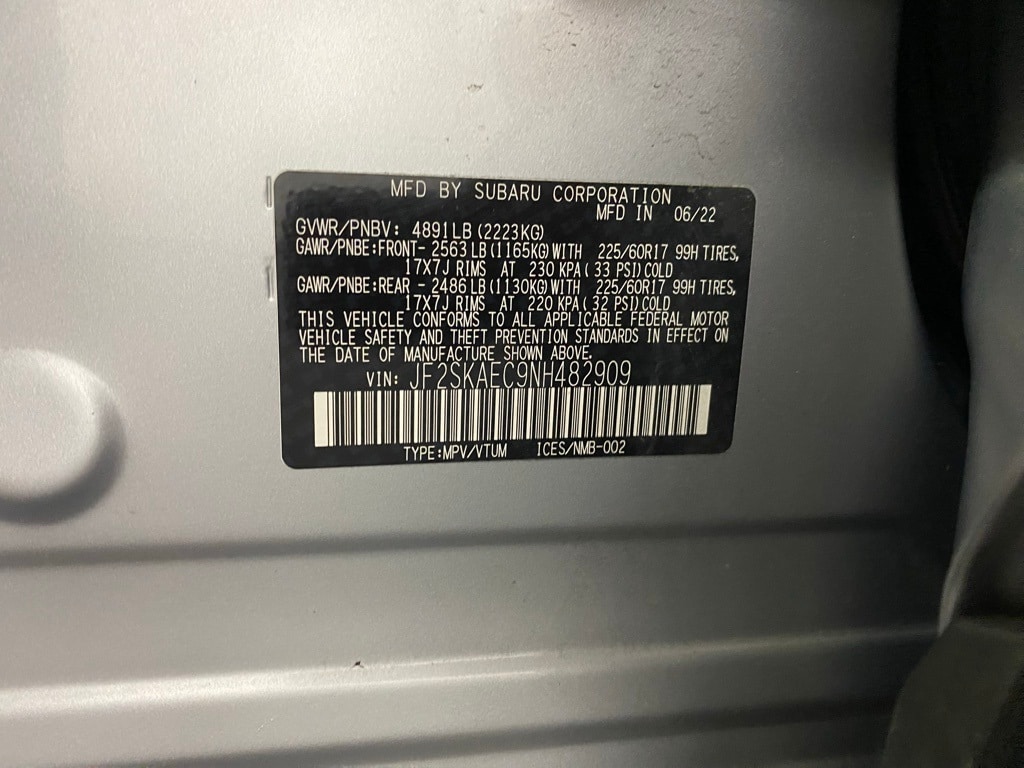 MFD BY SUBARU CORPORATION
MFD IN 06/22
GVWR/PNBV: 4891LB(2223KG)
GAWR/PNBE:FRONT- 2563LB(1165KG)WITH 225/60R17 99H TIRES,
17X7J RIMS AT 230 KPA( 33 PSI)COLD
GAWR/PNBE:REAR - 2486LB(1130KG)WITH 225/60R17 99H TIRES,
17X7J RIMS AT 220 KPA( 32 PSI)COLD
THIS VEHICLE CONFORMS TO ALL APPLICABLE FEDERAL MOTOR
VEHICLE SAFETY AND THEFT PREVENTION STANDARDS IN EFFECT ON
THE DATE OF MANUFACTURE SHOWN ABOVE.
VIN: JF2SKAEC9NH482909
TYPE:MPV/VTUM ICES/NMB-002